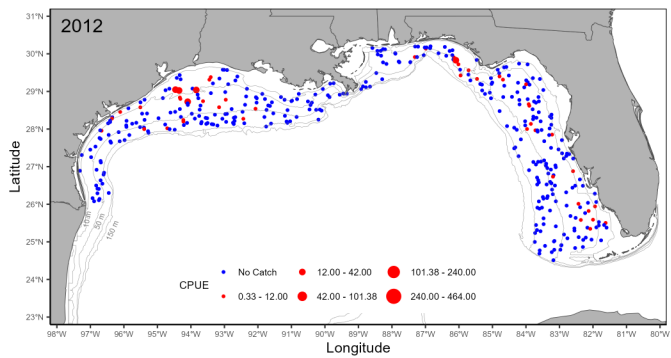 2012
31°N
30°N
29°N
28°N
27°N
26°N
25°N
24°N
23°N
Latitude
10 m
50 m
150 m
CPUE
No Catch
12.00 - 42.00
101.38 - 240.00
0.33 - 12.00
42.00 - 101.38
240.00 - 464.00
98°W 97°W 96°W 95°W 94°W 93°W 92°W 91°W 90°W 89°W 88°W 87°W 86°W 85°W 84°W 83°W 82°W 81°W 80°W
Longitude